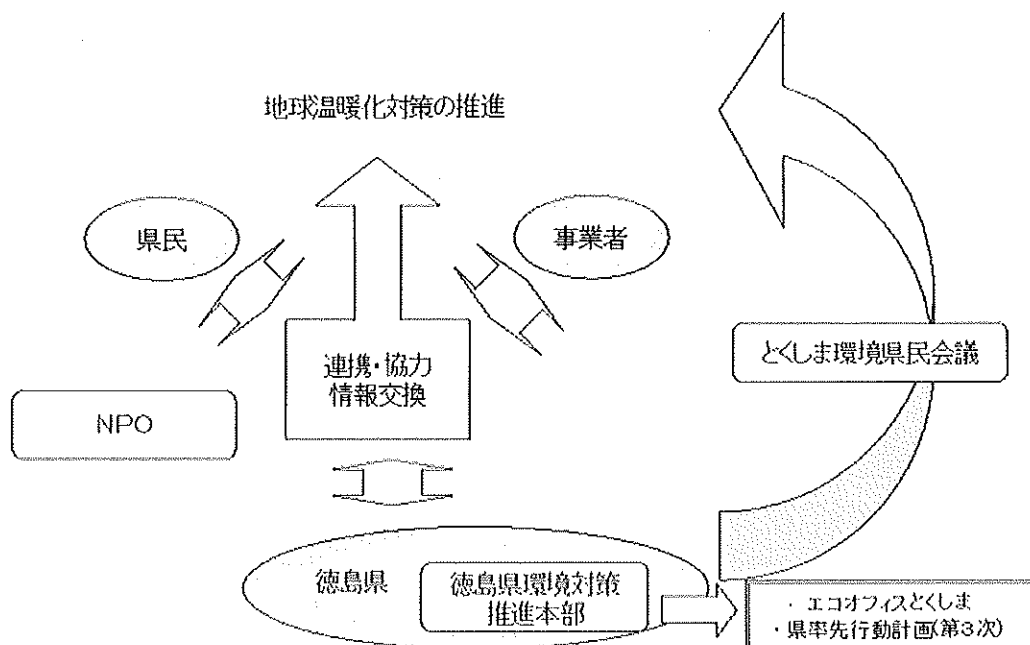 地球温暖化対策の推進
県民
事業者
連携・協力
情報交換
とくしま環境県民会議
NPO
徳島県
徳島県環境対策
推進本部
・ エコオフィスとくしま
・県率先行動計画(第3次)